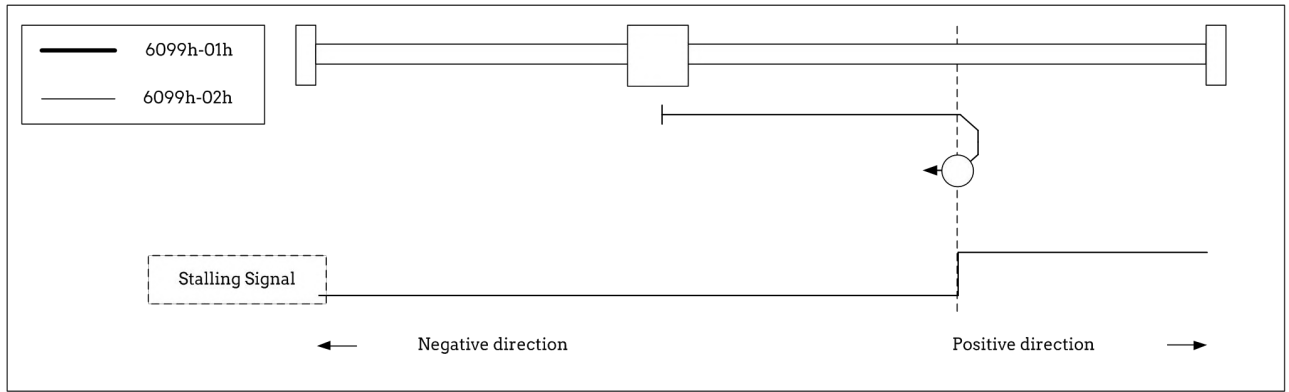 6099h-01h
6099h-02h
Stalling Signal
Negative direction
Positive direction